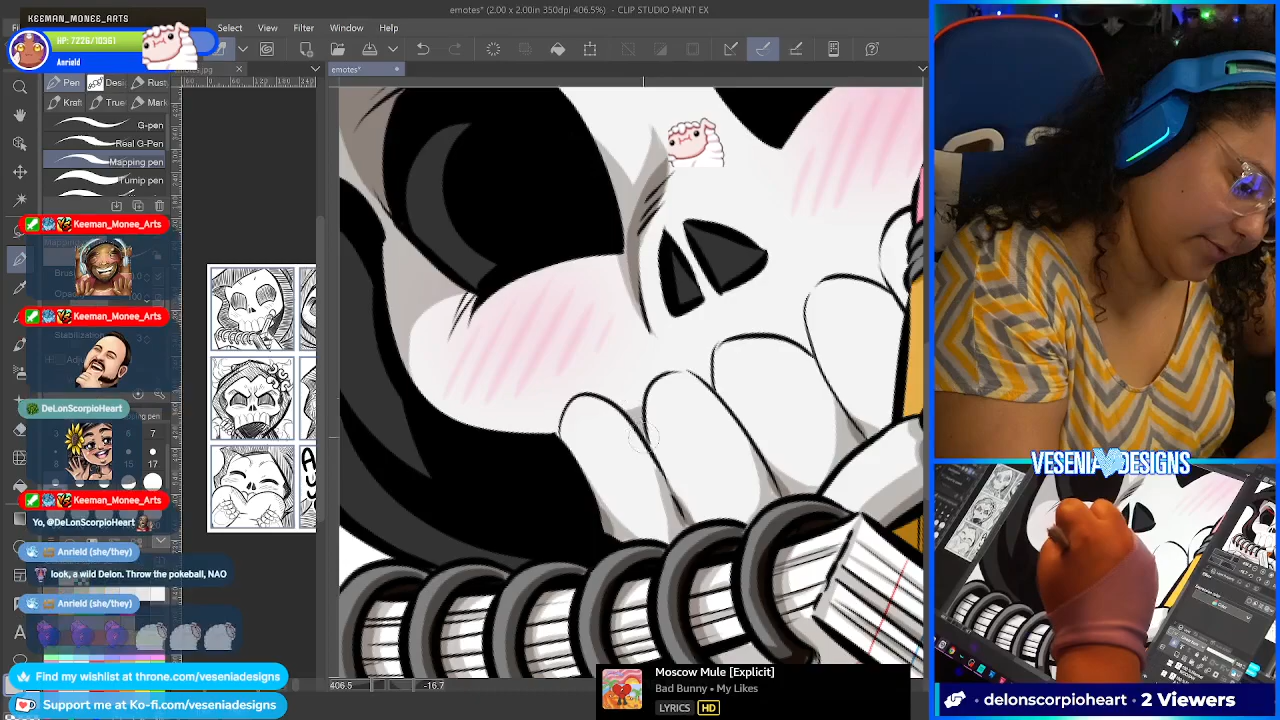 KEEMAN_MONEE_ARTS
emotes* (2.00 x 2.00in 350dpi 406.5%) - CLIP STUDIO PAINT EX
Select View Filter Window Help
HP: 7226/10361
Anrield
emotes*
Pen
Kraft
G-pen
Real G-Pen
Mapping pen
Turnip pen
Keeman_Monee_Arts
Keeman_Monee_Arts
DeLonScorpioHeart
Keeman_Monee_Arts
Yo, @DeLonScorpioHeart
Anrield (she/they)
look, a wild Delon. Throw the pokeball, NAO
Anrield (she/they)
Find my wishlist at throne.com/veseniadesigns
Support me at Ko-fi.com/veseniadesigns
406.5
-16.7
Moscow Mule [Explicit]
Bad Bunny • My Likes
LYRICS HD
VESENIA DESIGNS
delonscorpioheart • 2 Viewers